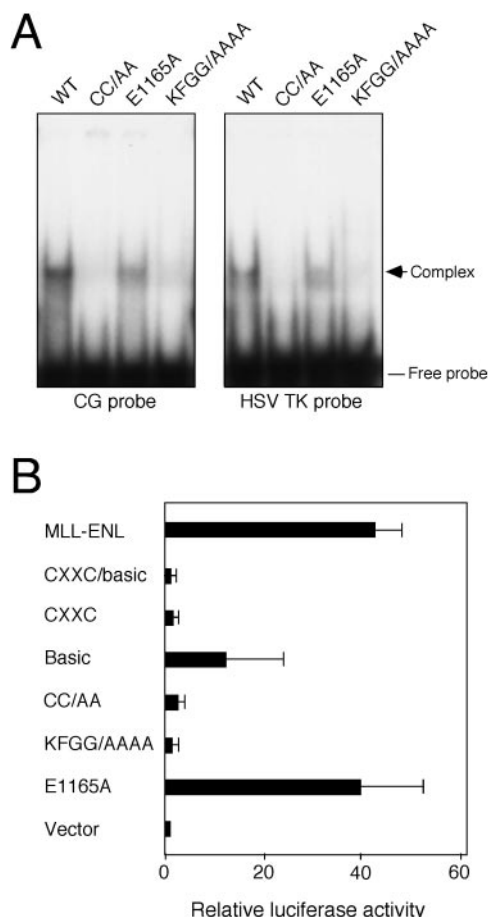 A
WT CC/AA E1165A KFGG/AAAA WT CC/AA E1165A KFGG/AAAA
Complex
Free probe
CG probe HSV TK probe
B
MLL-ENL
CXXC/basic
CXXC
Basic
CC/AA
KFGG/AAAA
E1165A
Vector
0 20 40 60
Relative luciferase activity